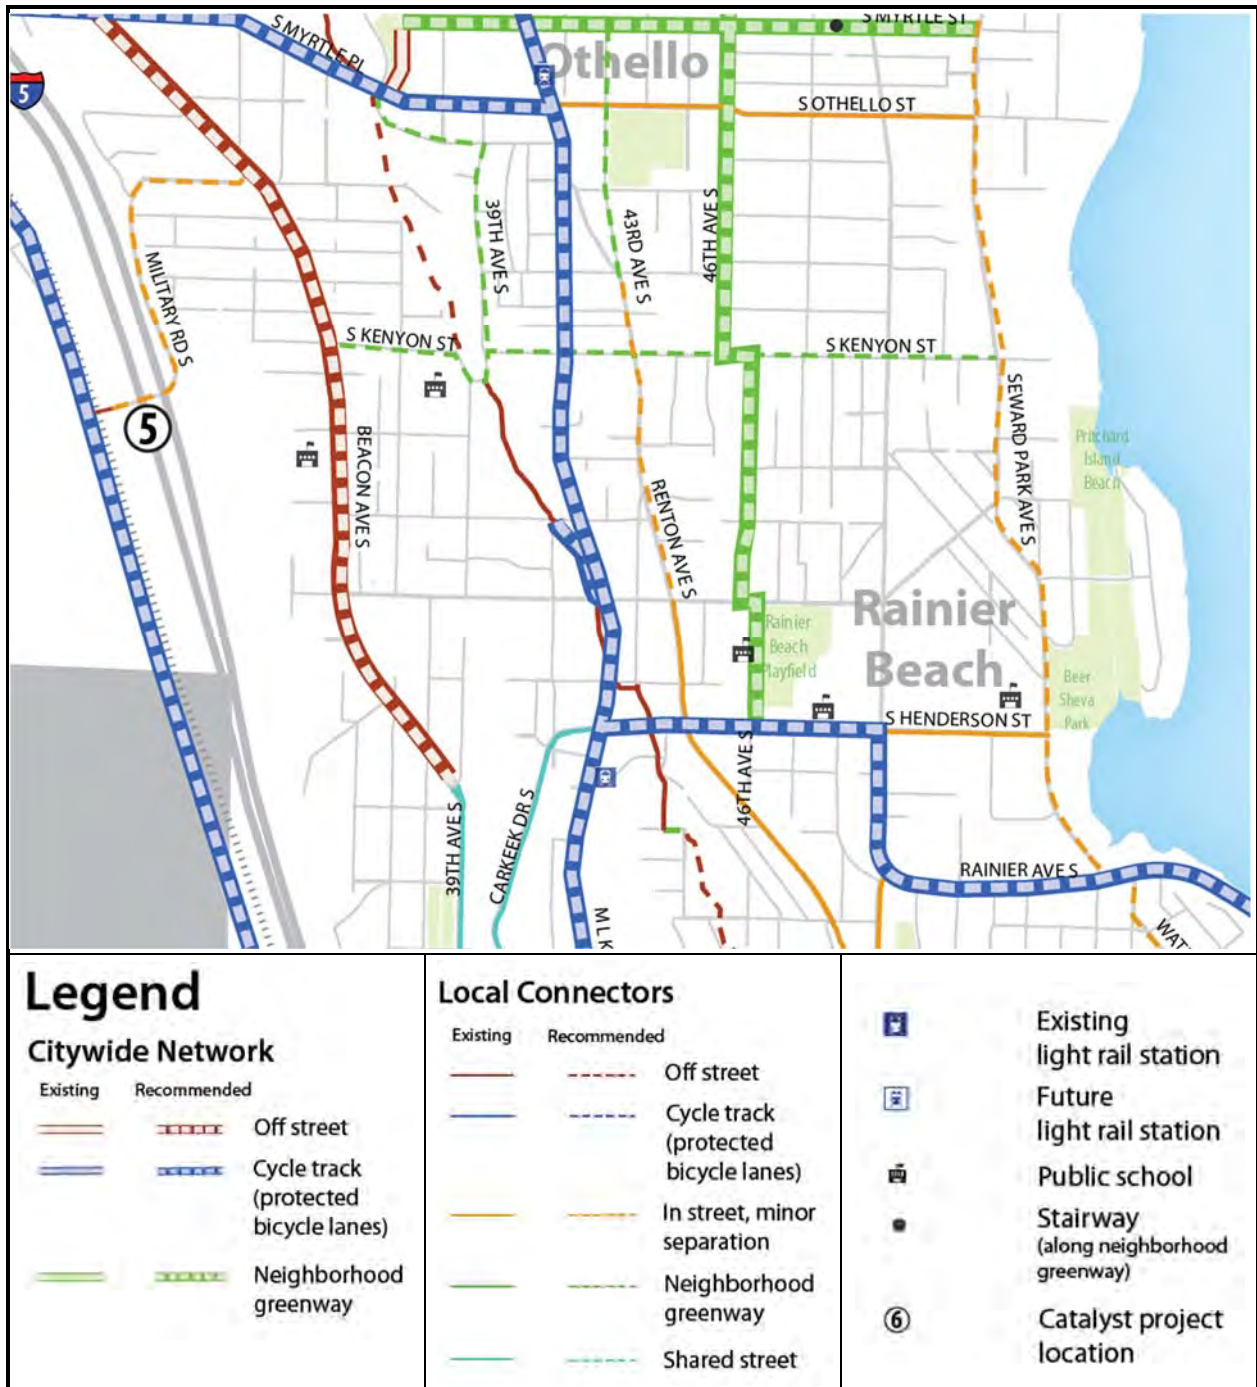 S MYRTLE ST
S MYRTLE PL
Othello
5
S OTHELLO ST
39TH AVE S
43RD AVE S
46TH AVE S
MILITARY RD S
S KENYON ST
S KENYON ST
5
BEACON AVE S
SEWARD PARK AVE S
Pritchard
Island
Beach
RENTON AVE S
Rainier
Beach
Rainier
Beach
Playfield
Beer
Sheva
Park
S HENDERSON ST
46TH AVE S
39TH AVE S
CARKEEK DR S
RAINIER AVE S
M L K
WAT
Legend
Citywide Network
Existing Recommended
Off street
Cycle track
(protected
bicycle lanes)
Neighborhood
greenway
Local Connectors
Existing Recommended
Off street
Cycle track
(protected
bicycle lanes)
In street, minor
separation
Neighborhood
greenway
Shared street
Existing
light rail station
Future
light rail station
Public school
Stairway
(along neighborhood
greenway)
6
Catalyst project
location